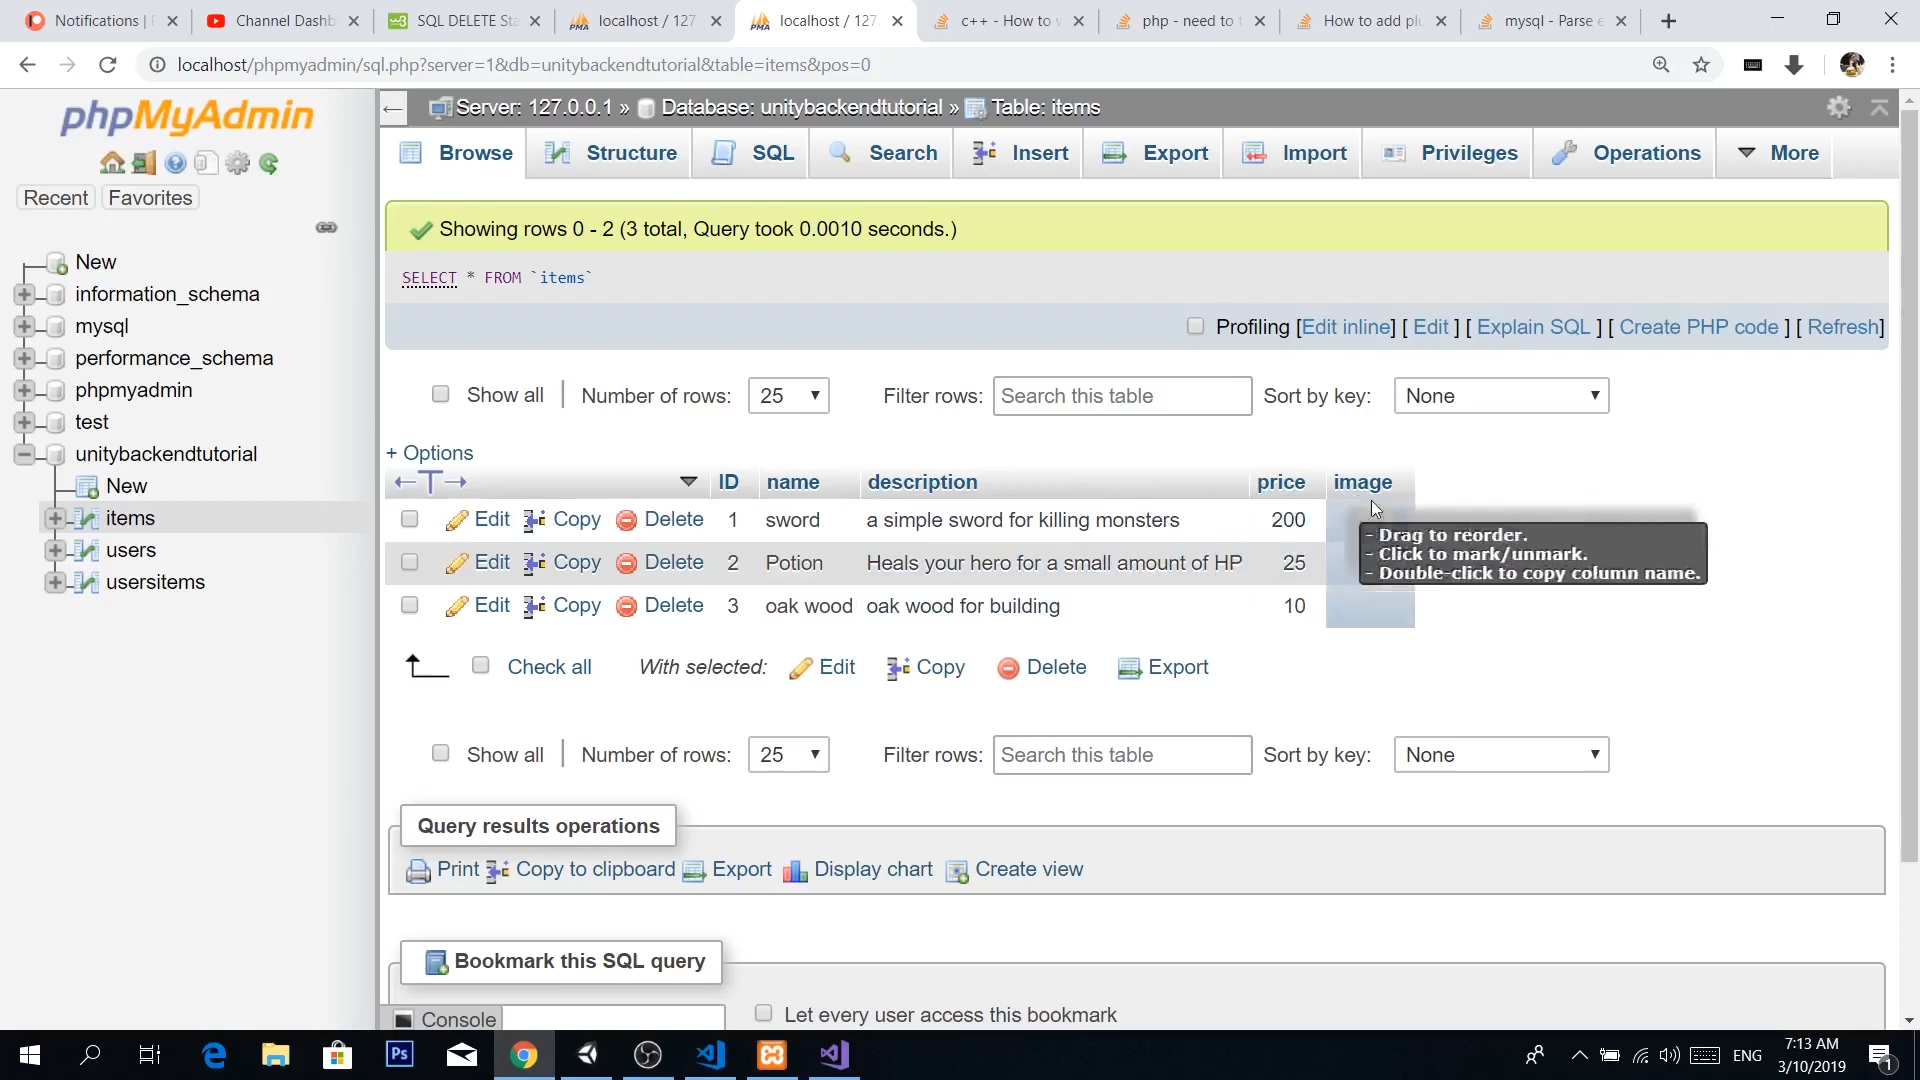 Notifications |
Channel Dashb
SQL DELETE Sta
localhost / 127
localhost / 127
c++ - How to
php - need to
How to add plu
mysql - Parse e
localhost/phpmyadmin/sql.php?server=1&db=unitybackendtutorial&table=items&pos=0
phpMyAdmin
Recent
Favorites
New
information_schema
mysql
performance_schema
phpmyadmin
test
unitybackendtutorial
New
items
users
usersitems
Server: 127.0.0.1 » Database: unitybackendtutorial » Table: items
Browse
Structure
SQL
Search
Insert
Export
Import
Privileges
Operations
More
Showing rows 0 - 2 (3 total, Query took 0.0010 seconds.)
SELECT * FROM `items`
Profiling [Edit inline] [ Edit ] [ Explain SQL ] [ Create PHP code ] [ Refresh]
Show all | Number of rows: 25 Filter rows: Search this table Sort by key: None
+ Options
ID name description price image
Edit Copy Delete 1 sword a simple sword for killing monsters 200
Edit Copy Delete 2 Potion Heals your hero for a small amount of HP 25
Edit Copy Delete 3 oak wood oak wood for building 10
- Drag to reorder.
- Click to mark/unmark.
- Double-click to copy column name.
Check all With selected: Edit Copy Delete Export
Show all | Number of rows: 25 Filter rows: Search this table Sort by key: None
Query results operations
Print Copy to clipboard Export Display chart Create view
Bookmark this SQL query
Console
Let every user access this bookmark
Ps
ENG
7:13 AM
3/10/2019
1